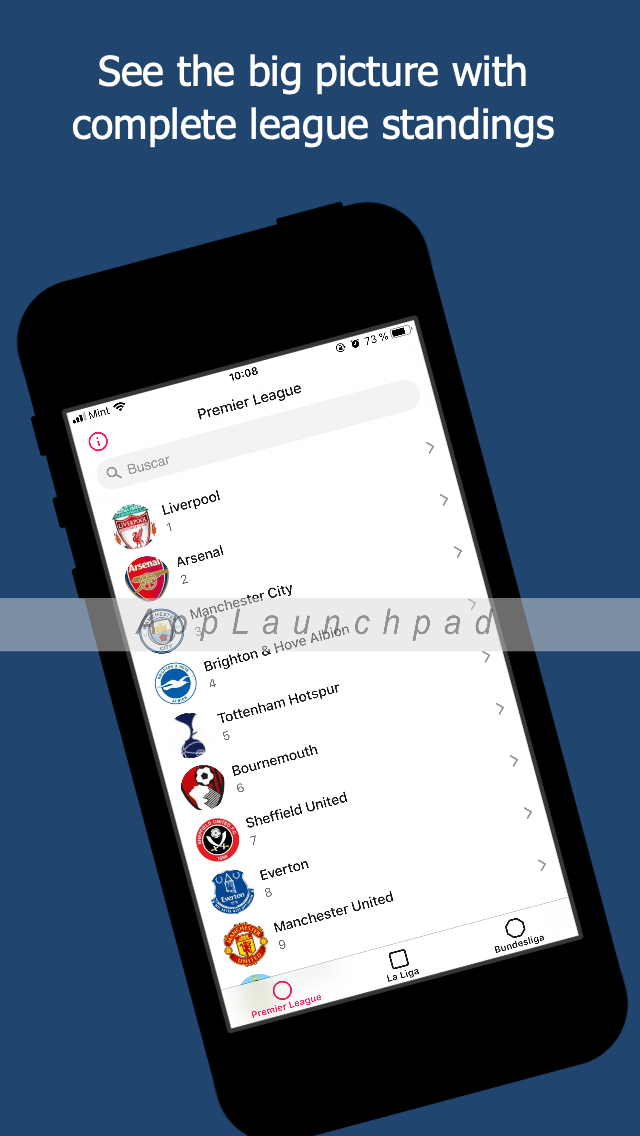 See the big picture with
complete league standings
Mint
10:08
73 %
Premier League
Buscar
Liverpool
1
Arsenal
2
Manchester City
3
AppLaunchpad
Brighton & Hove Albion
4
Tottenham Hotspur
5
Bournemouth
6
Sheffield United
7
Everton
8
Manchester United
9
Premier League
La Liga
Bundesliga